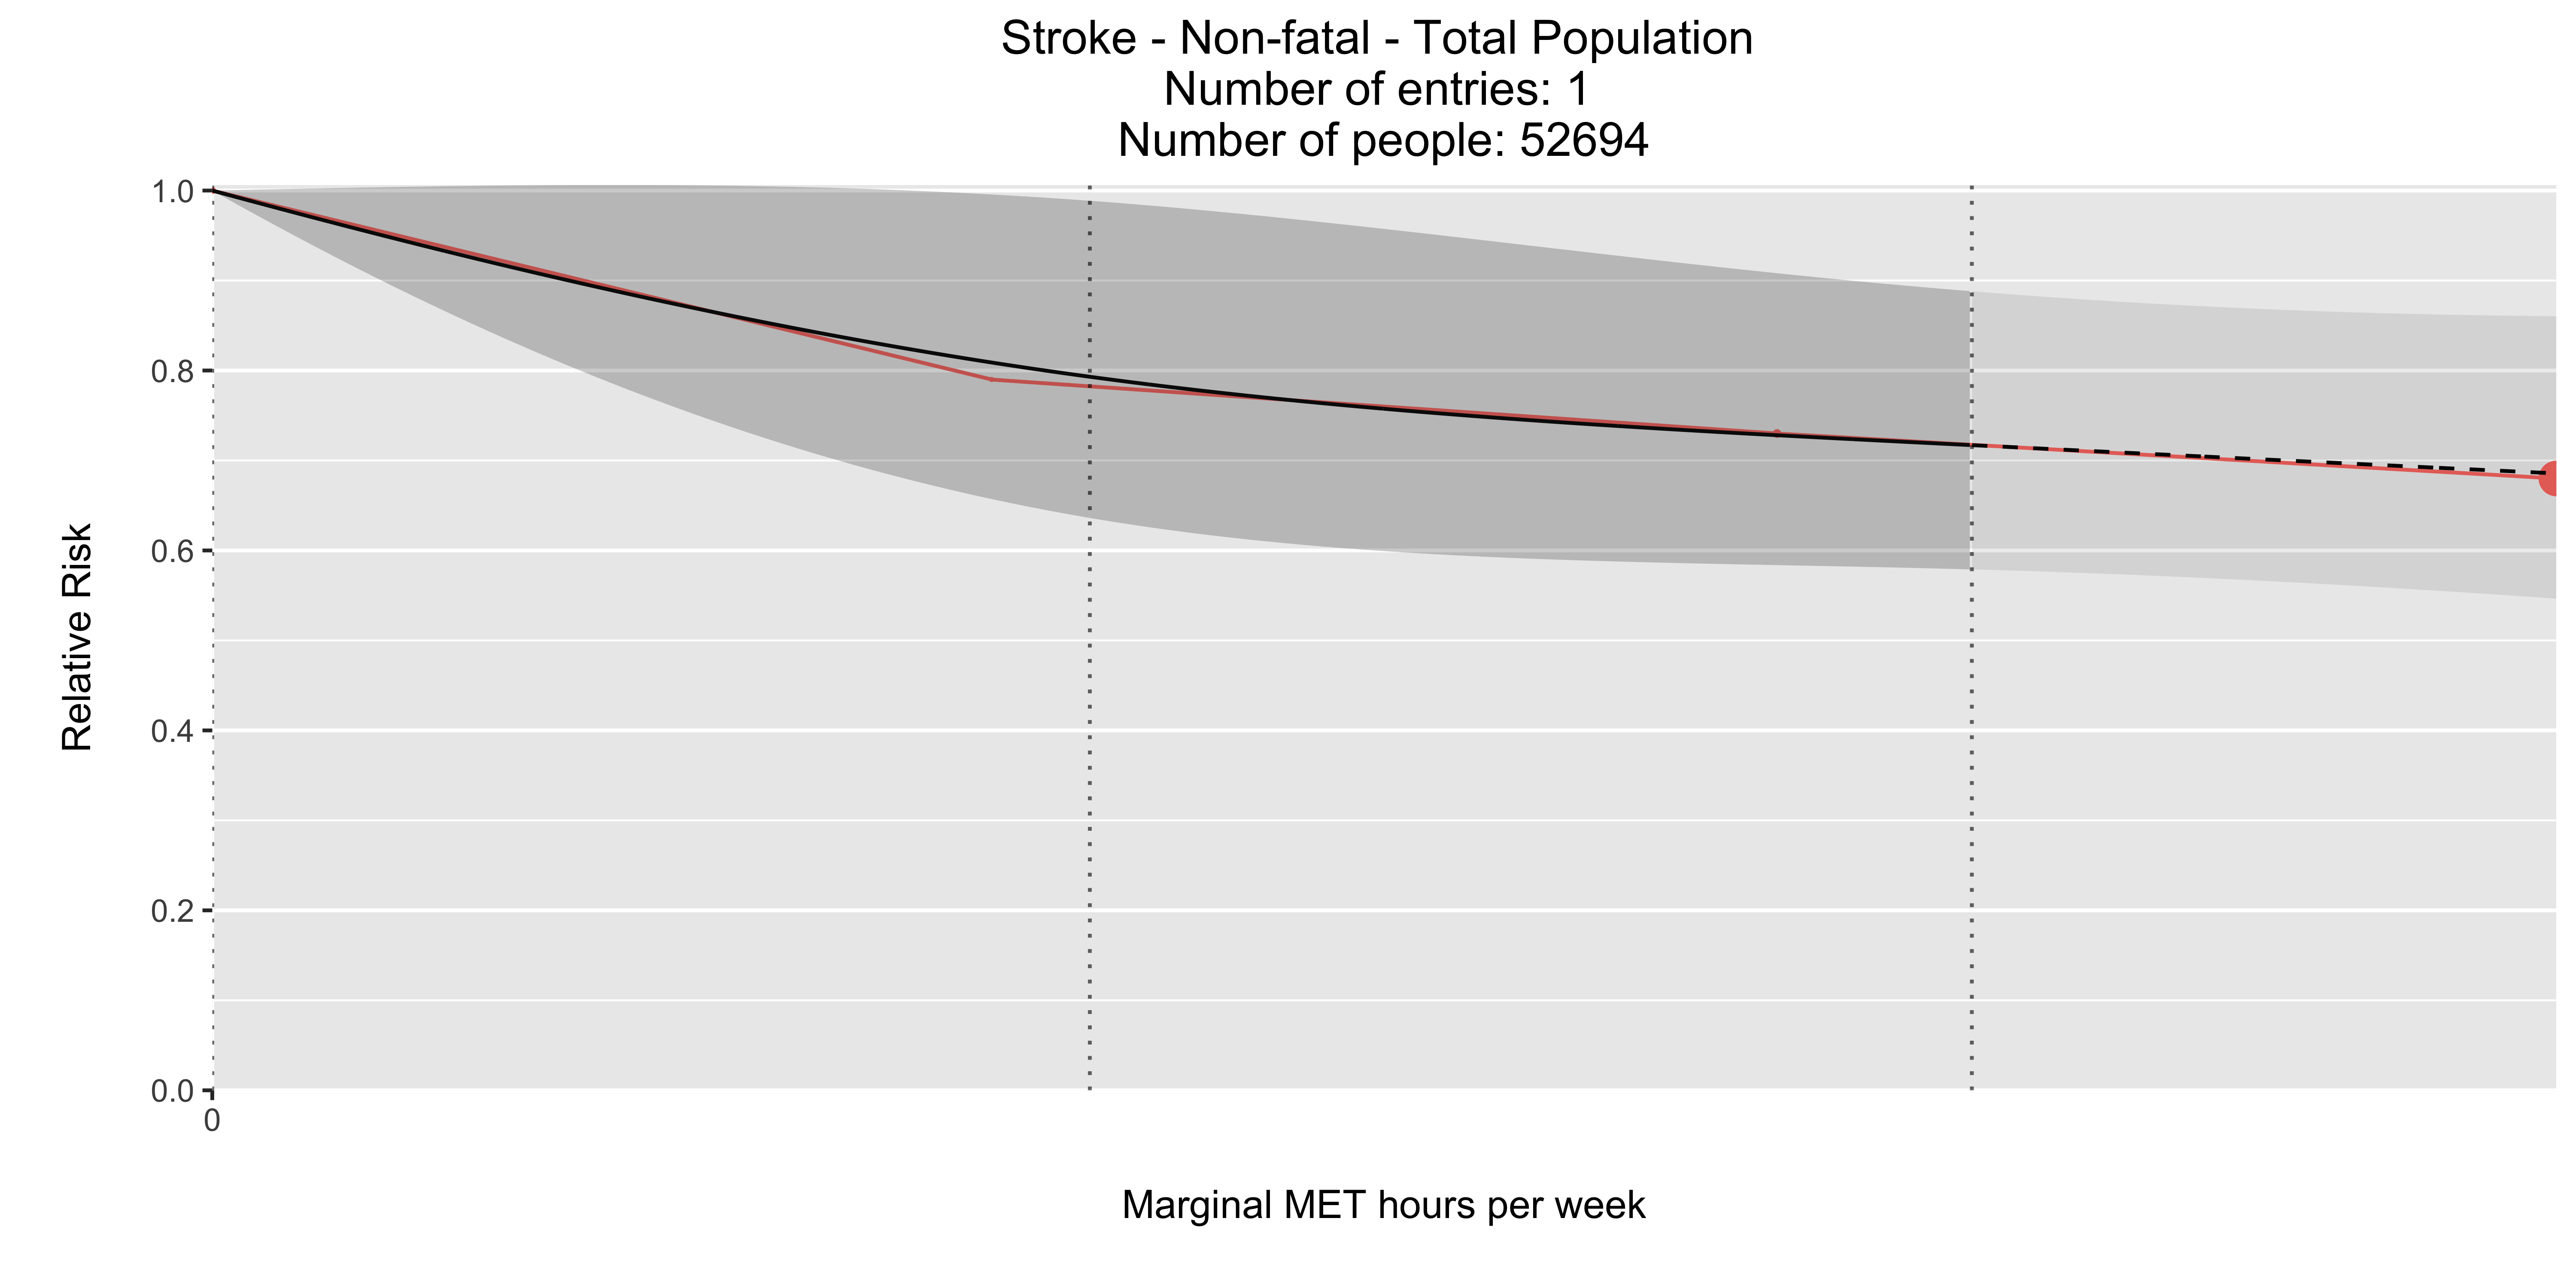 Stroke - Non-fatal - Total Population
Number of entries: 1
Number of people: 52694
1.0
0.8
0.6
0.4
0.2
0.0
0
Relative Risk
Marginal MET hours per week